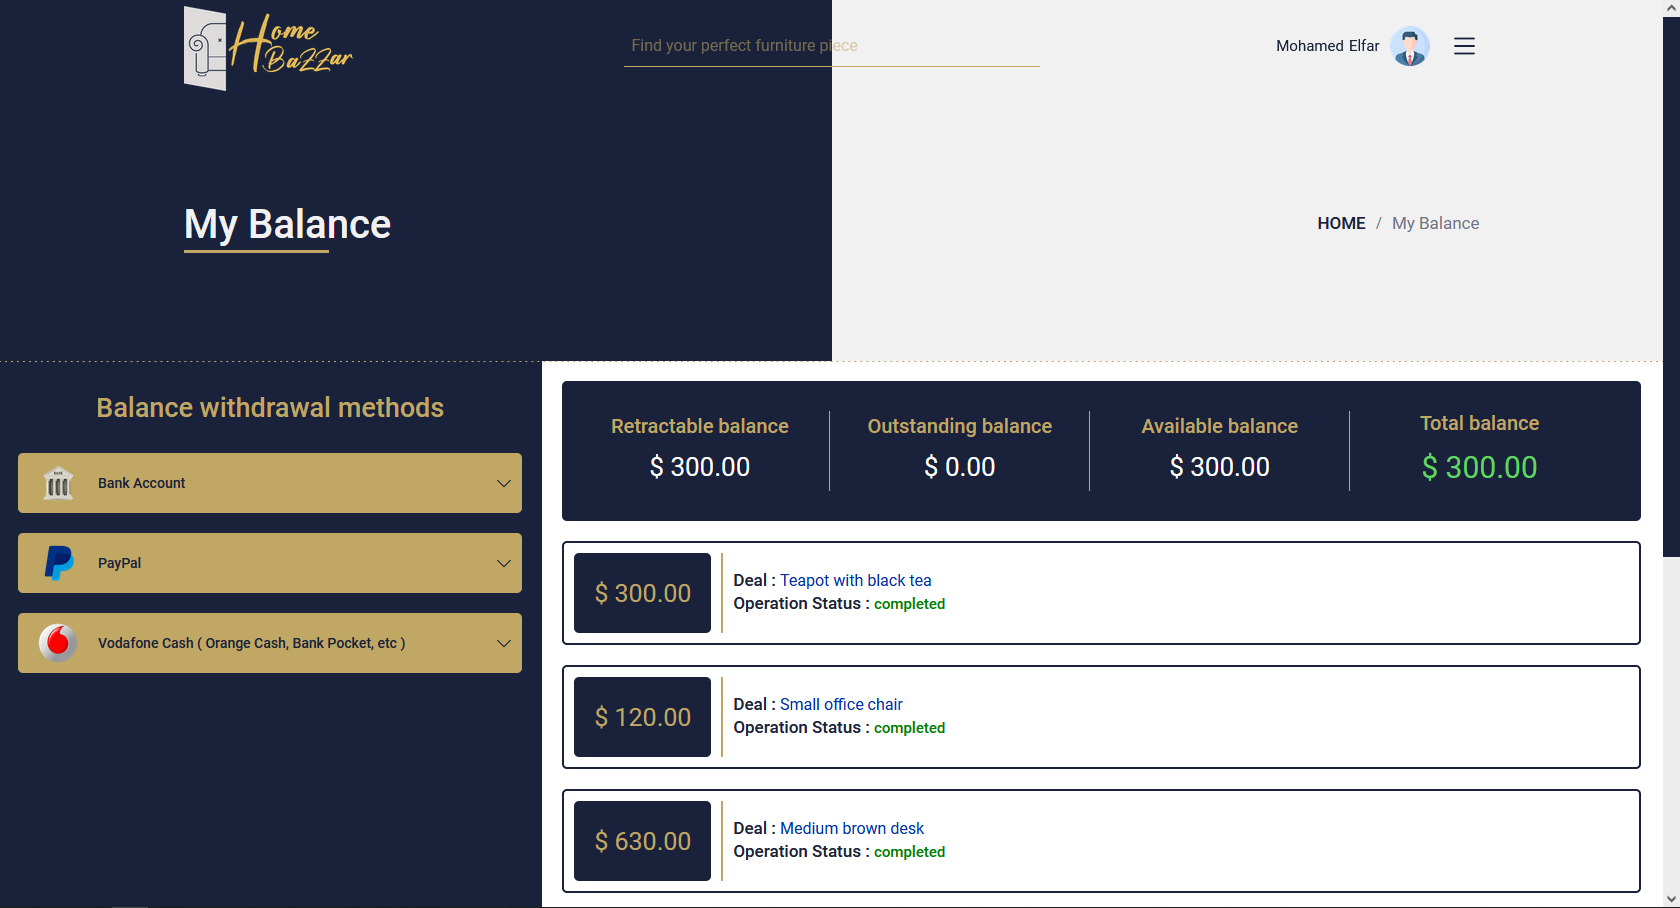 Home
BaZZar
Find your perfect furniture piece
Mohamed Elfar
My Balance
HOME / My Balance
Balance withdrawal methods
BANK
Bank Account
PayPal
Vodafone Cash ( Orange Cash, Bank Pocket, etc )
Retractable balance
$ 300.00
Outstanding balance
$ 0.00
Available balance
$ 300.00
Total balance
$ 300.00
$ 300.00
Deal : Teapot with black tea
Operation Status : completed
$ 120.00
Deal : Small office chair
Operation Status : completed
$ 630.00
Deal : Medium brown desk
Operation Status : completed